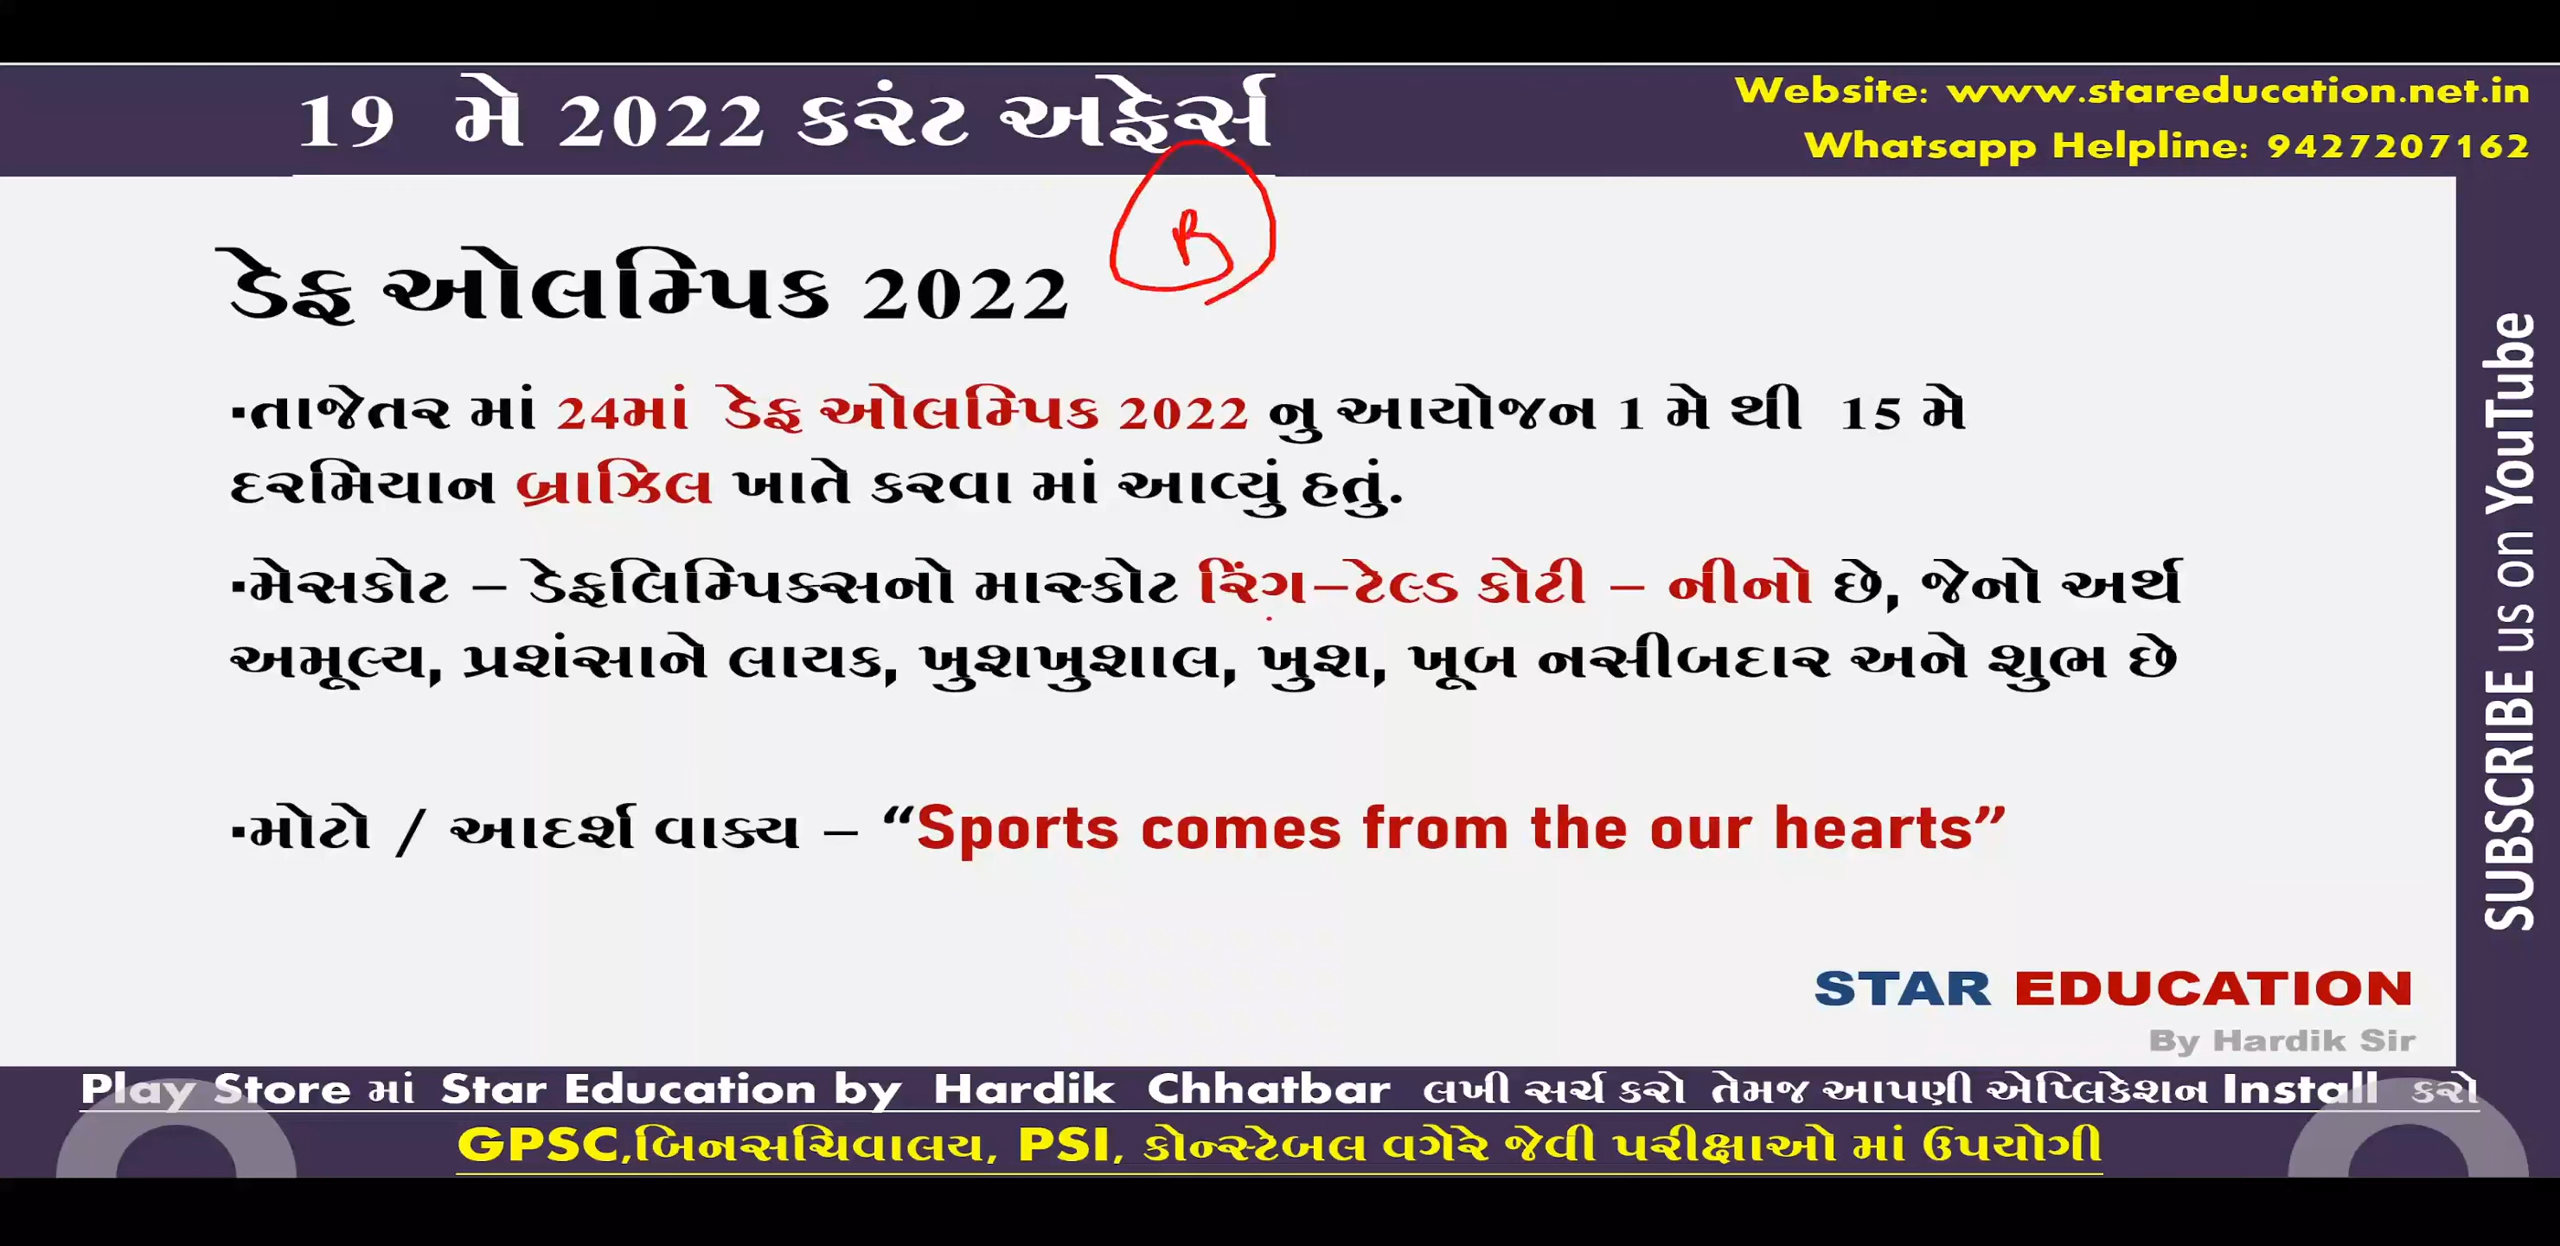 19 મે 2022 કરંટ અફેર્સ
Website: www.stareducation.net.in
Whatsapp Helpline: 9427207162
R
ડેફ ઓલમ્પિક 2022
▪તાજેતર માં 24માં ડેફ ઓલમ્પિક 2022 નુ આયોજન 1 મે થી 15 મે
દરમિયાન બ્રાઝિલ ખાતે કરવા માં આવ્યું હતું.
▪મેસકોટ – ડેફલિમ્પિક્સનો માસ્કોટ રિંગ-ટેલ્ડ કોટી – નીનો છે, જેનો અર્થ
અમૂલ્ય, પ્રશંસાને લાયક, ખુશખુશાલ, ખુશ, ખૂબ નસીબદાર અને શુભ છે
▪મોટો / આદર્શ વાક્ય – “Sports comes from the our hearts”
SUBSCRIBE us on YouTube
STAR EDUCATION
By Hardik Sir
Play Store માં Star Education by Hardik Chhatbar લખી સર્ચ કરો તેમજ આપણી એપ્લિકેશન Install કરો
GPSC,બિનસચિવાલય, PSI, કોન્સ્ટેબલ વગેરે જેવી પરીક્ષાઓ માં ઉપયોગી